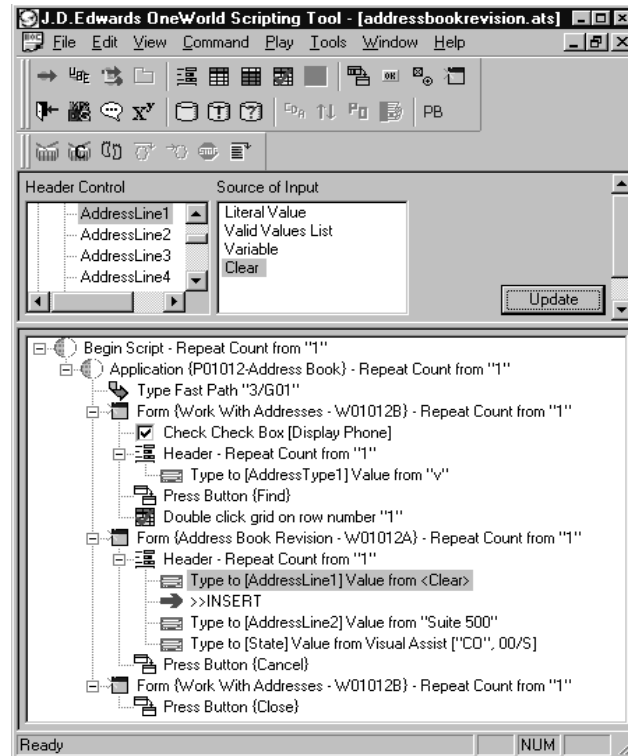 J.D.Edwards OneWorld Scripting Tool - [addressbookrevision.ats]
File Edit View Command Play Tools Window Help
UBE
OK
x^y PB
Header Control Source of Input
AddressLine1
AddressLine2
AddressLine3
AddressLine4
Literal Value
Valid Values List
Variable
Clear
Update
Begin Script - Repeat Count from "1"
Application {P01012-Address Book} - Repeat Count from "1"
Type Fast Path "3/G01"
Form {Work With Addresses - W01012B} - Repeat Count from "1"
Check Check Box [Display Phone]
Header - Repeat Count from "1"
Type to [AddressType1] Value from "v"
Press Button {Find}
Double click grid on row number "1"
Form {Address Book Revision - W01012A} - Repeat Count from "1"
Header - Repeat Count from "1"
Type to [AddressLine1] Value from <Clear>
>>INSERT
Type to [AddressLine2] Value from "Suite 500"
Type to [State] Value from Visual Assist ["CO", 00/S]
Press Button {Cancel}
Form {Work With Addresses - W01012B} - Repeat Count from "1"
Press Button {Close}
Ready NUM